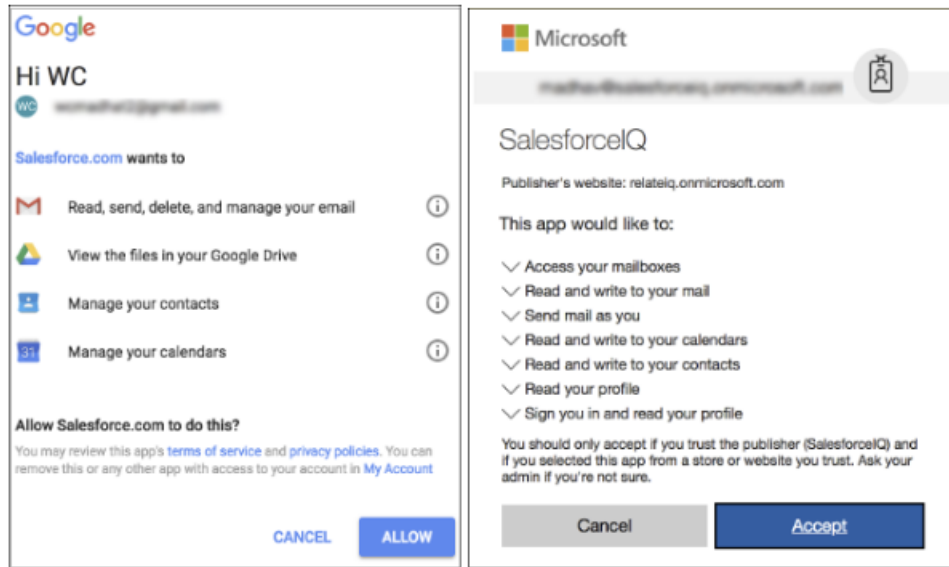 Google
Hi WC
WC
Salesforce.com wants to
Read, send, delete, and manage your email
View the files in your Google Drive
Manage your contacts
31
Manage your calendars
Allow Salesforce.com to do this?
You may review this app's terms of service and privacy policies. You can
remove this or any other app with access to your account in My Account
CANCEL
ALLOW
Microsoft
SalesforceIQ
Publisher's website: relateiq.onmicrosoft.com
This app would like to:
Access your mailboxes
Read and write to your mail
Send mail as you
Read and write to your calendars
Read and write to your contacts
Read your profile
Sign you in and read your profile
You should only accept if you trust the publisher (SalesforceIQ) and
if you selected this app from a store or website you trust. Ask your
admin if you're not sure.
Cancel
Accept